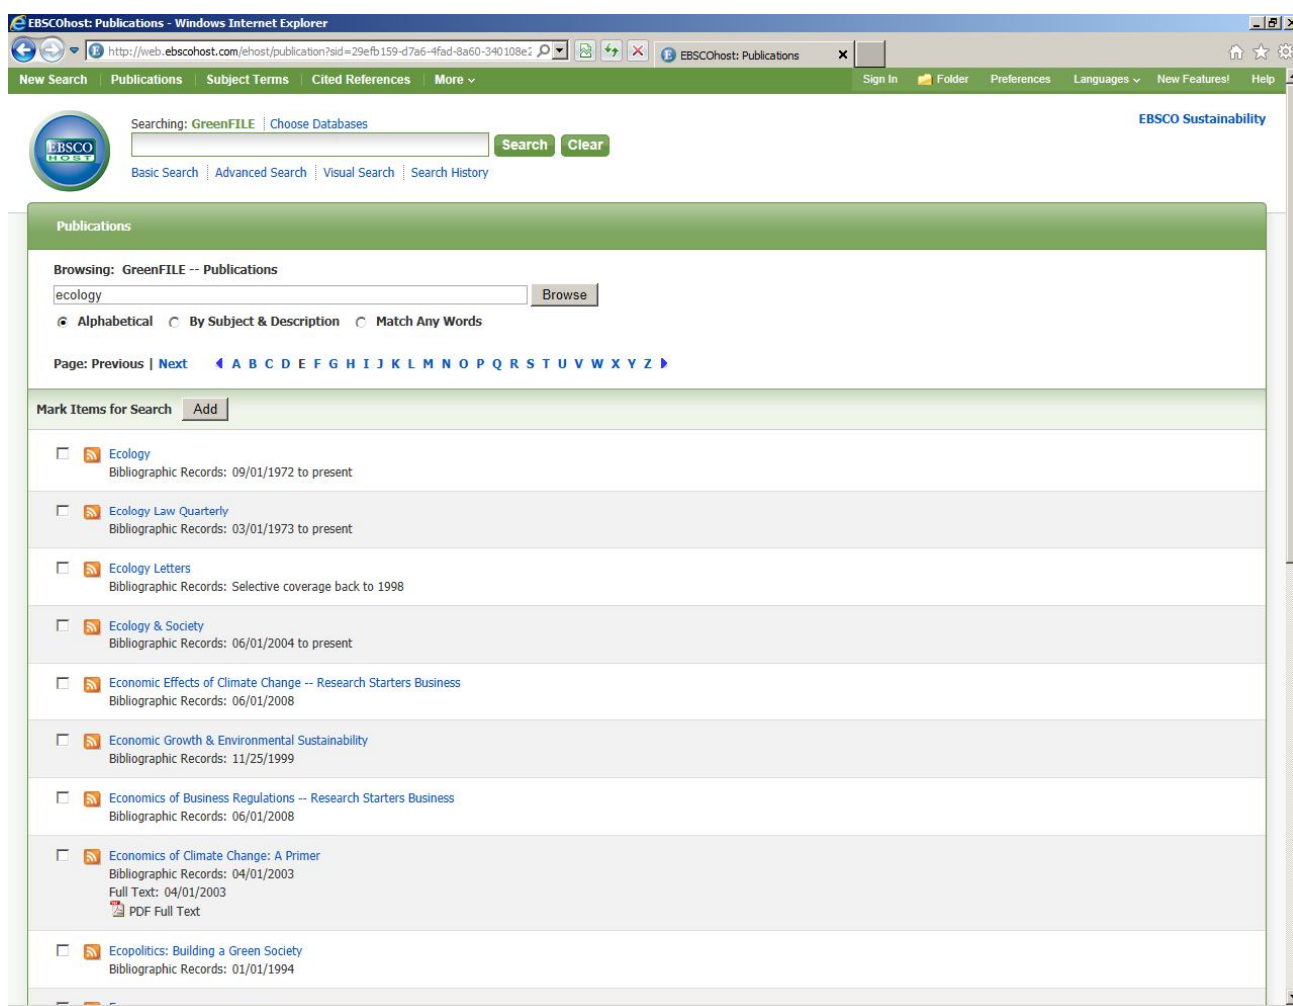 EBSCOhost: Publications - Windows Internet Explorer
http://web.ebscohost.com/ehost/publication?sid=29efb159-d7a6-4fad-8a60-340108e2
EBSCOhost: Publications
New Search Publications Subject Terms Cited References More Sign In Folder Preferences Languages New Features! Help
Searching: GreenFILE Choose Databases
EBSCO Sustainability
EBSCO
HOST
Search Clear
Basic Search Advanced Search Visual Search Search History
Publications
Browsing: GreenFILE -- Publications
ecology Browse
Alphabetical By Subject & Description Match Any Words
Page: Previous | Next A B C D E F G H I J K L M N O P Q R S T U V W X Y Z
Mark Items for Search Add
Ecology
Bibliographic Records: 09/01/1972 to present
Ecology Law Quarterly
Bibliographic Records: 03/01/1973 to present
Ecology Letters
Bibliographic Records: Selective coverage back to 1998
Ecology & Society
Bibliographic Records: 06/01/2004 to present
Economic Effects of Climate Change -- Research Starters Business
Bibliographic Records: 06/01/2008
Economic Growth & Environmental Sustainability
Bibliographic Records: 11/25/1999
Economics of Business Regulations -- Research Starters Business
Bibliographic Records: 06/01/2008
Economics of Climate Change: A Primer
Bibliographic Records: 04/01/2003
Full Text: 04/01/2003
PDF Full Text
Ecopolitics: Building a Green Society
Bibliographic Records: 01/01/1994